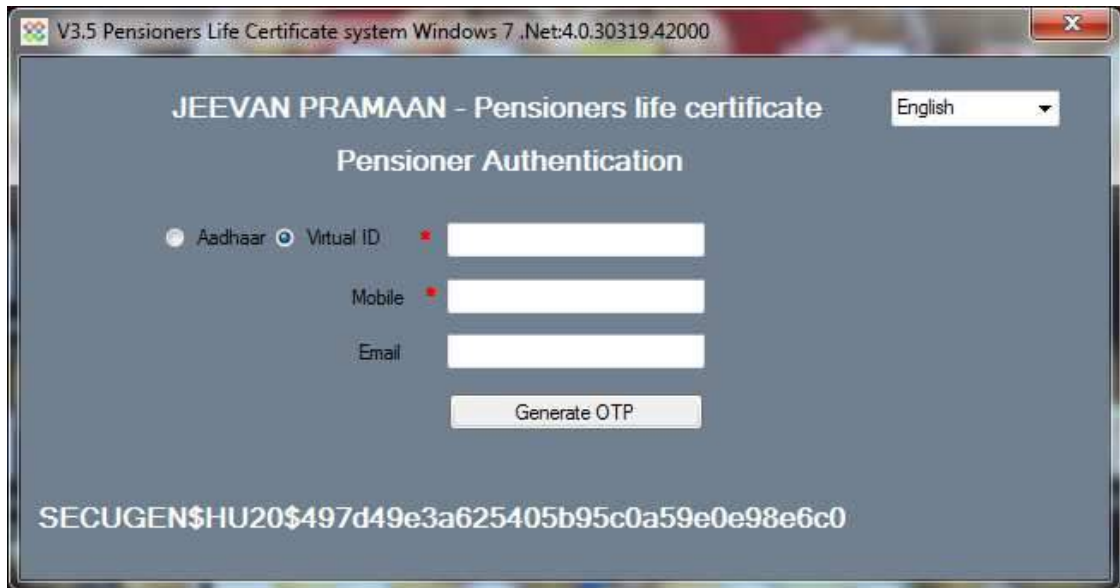 V3.5 Pensioners Life Certificate system Windows 7 .Net:4.0.30319.42000
JEEVAN PRAMAAN - Pensioners life certificate
English
Pensioner Authentication
Aadhaar Virtual ID *
Mobile *
Email
Generate OTP
SECUGEN$HU20$497d49e3a625405b95c0a59e0e98e6c0